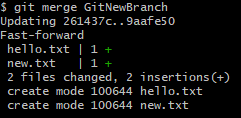 $ git merge GitNewBranch
Updating 261437c..9aafe50
Fast-forward
 hello.txt | 1 +
 new.txt   | 1 +
 2 files changed, 2 insertions(+)
 create mode 100644 hello.txt
 create mode 100644 new.txt